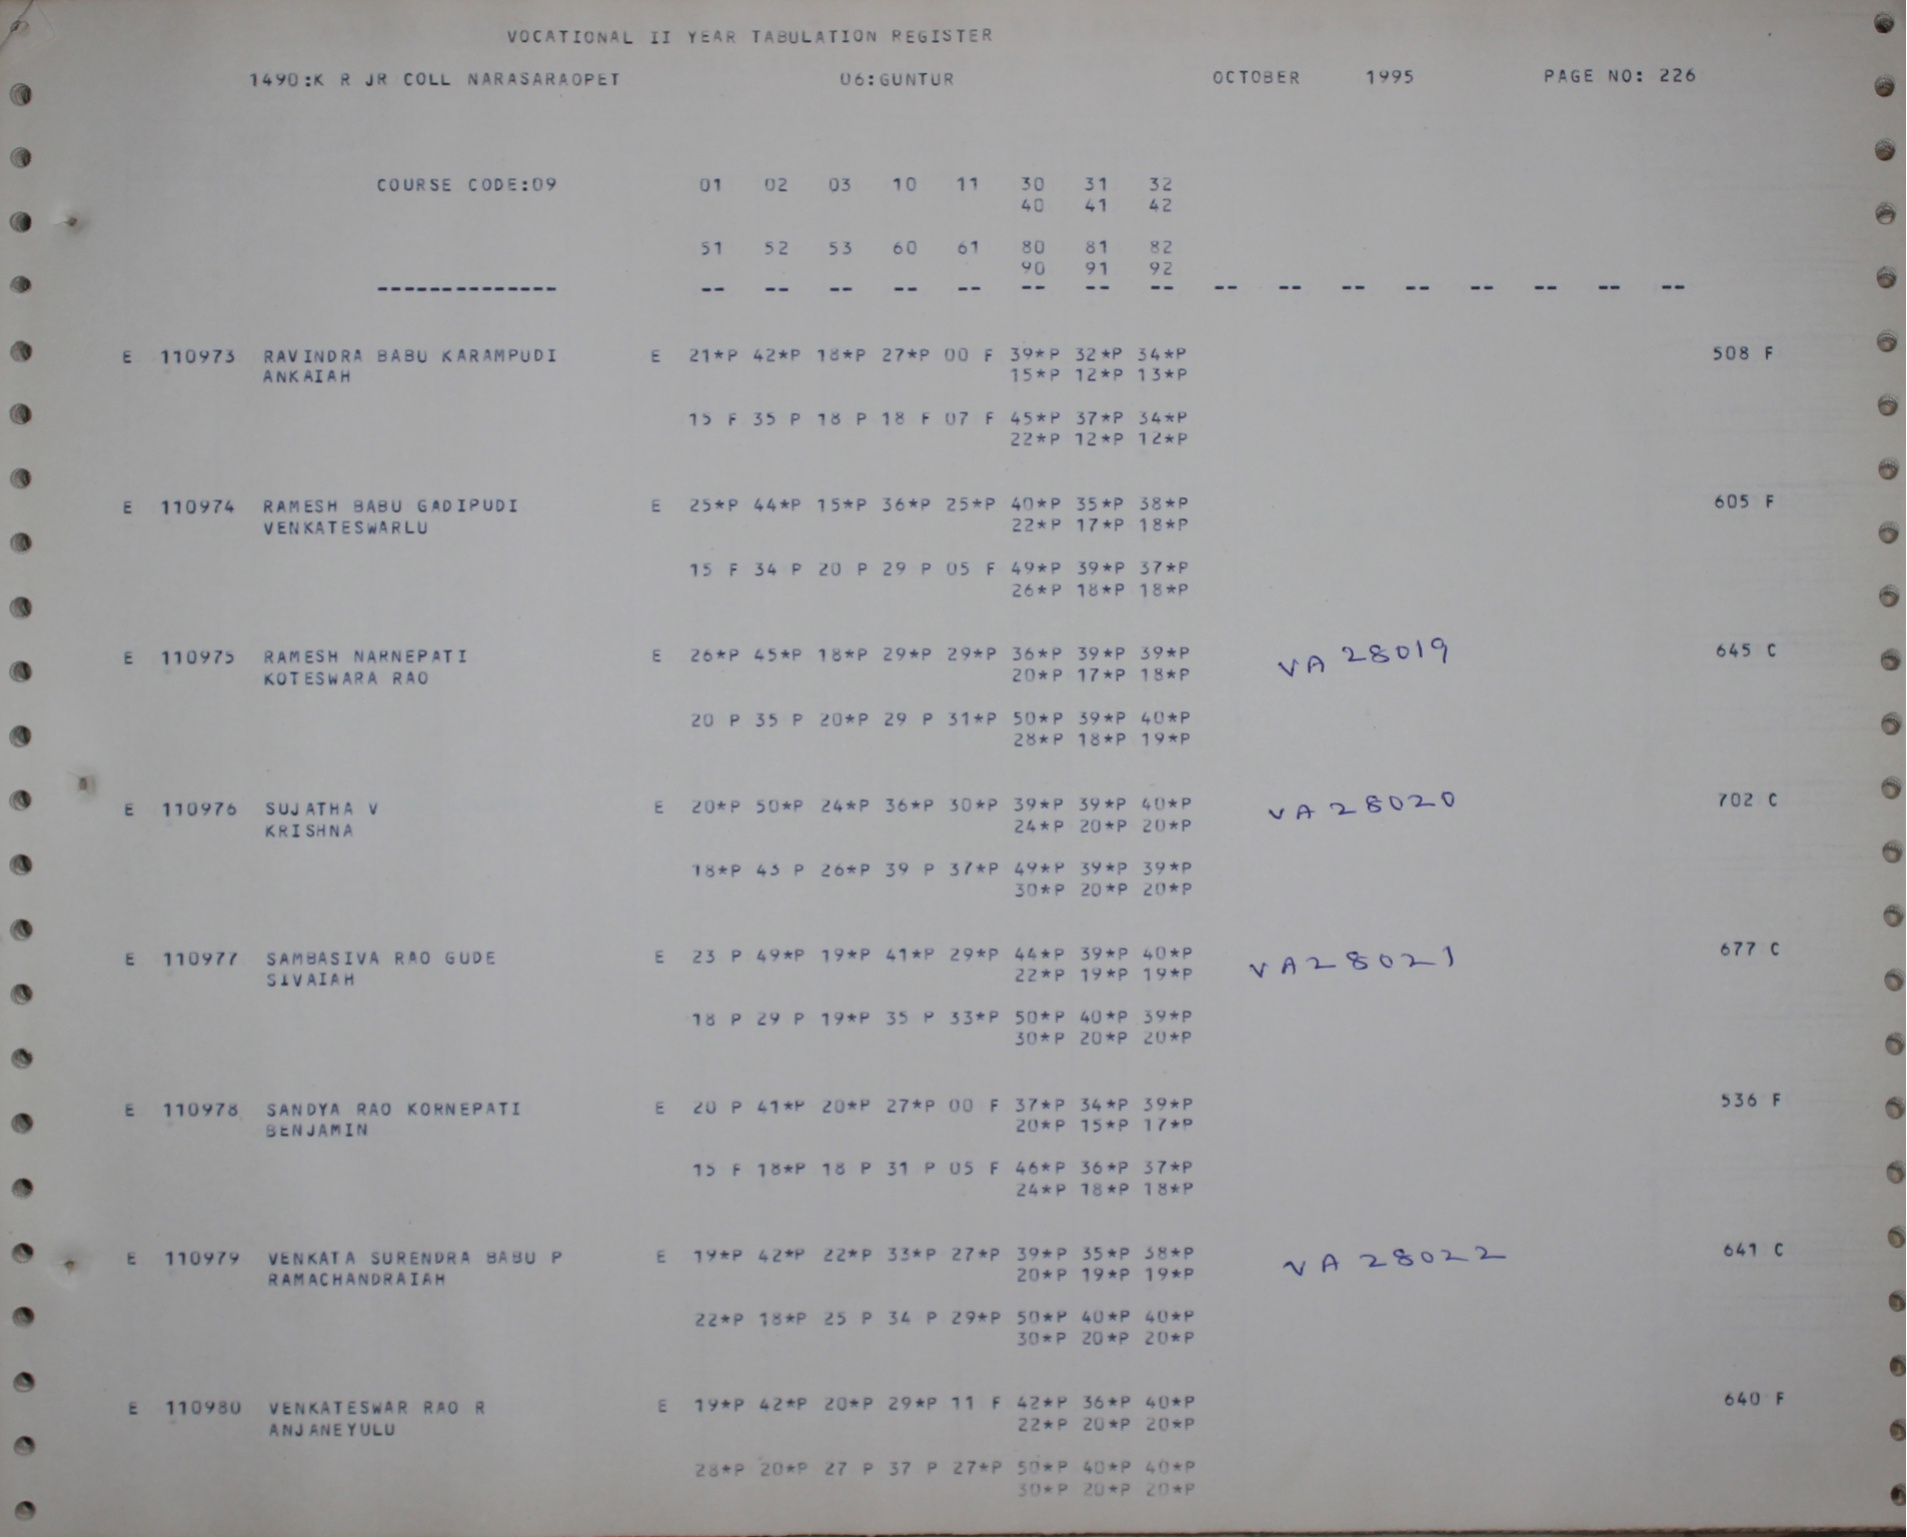 VOCATIONAL II YEAR TABULATION REGISTER
1490:K R JR COLL NARASARAOPET 06:GUNTUR OCTOBER 1995 PAGE NO: 226
COURSE CODE:09 01 02 03 10 11 30 31 32
40 41 42
51 52 53 60 61 80 81 82
90 91 92
-------------- -- -- -- -- -- -- -- -- -- -- -- -- -- -- -- --
E 110973 RAVINDRA BABU KARAMPUDI E 21*P 42*P 18*P 27*P 00 F 39*P 32*P 34*P 508 F
ANKAIAH 15*P 12*P 13*P
15 F 35 P 18 P 18 F 07 F 45*P 37*P 34*P
22*P 12*P 12*P
E 110974 RAMESH BABU GADIPUDI E 25*P 44*P 15*P 36*P 25*P 40*P 35*P 38*P 605 F
VENKATESWARLU 22*P 17*P 18*P
15 F 34 P 20 P 29 P 05 F 49*P 39*P 37*P
26*P 18*P 18*P
E 110975 RAMESH NARNEPATI E 26*P 45*P 18*P 29*P 29*P 36*P 39*P 39*P VA 28019 645 C
KOTESWARA RAO 20*P 17*P 18*P
20 P 35 P 20*P 29 P 31*P 50*P 39*P 40*P
28*P 18*P 19*P
E 110976 SUJATHA V E 20*P 50*P 24*P 36*P 30*P 39*P 39*P 40*P VA 28020 702 C
KRISHNA 24*P 20*P 20*P
18*P 43 P 26*P 39 P 37*P 49*P 39*P 39*P
30*P 20*P 20*P
E 110977 SAMBASIVA RAO GUDE E 23 P 49*P 19*P 41*P 29*P 44*P 39*P 40*P VA28021 677 C
SIVAIAH 22*P 19*P 19*P
18 P 29 P 19*P 35 P 33*P 50*P 40*P 39*P
30*P 20*P 20*P
E 110978 SANDYA RAO KORNEPATI E 20 P 41*P 20*P 27*P 00 F 37*P 34*P 39*P 536 F
BENJAMIN 20*P 15*P 17*P
15 F 18*P 18 P 31 P 05 F 46*P 36*P 37*P
24*P 18*P 18*P
E 110979 VENKATA SURENDRA BABU P E 19*P 42*P 22*P 33*P 27*P 39*P 35*P 38*P VA 28022 641 C
RAMACHANDRAIAH 20*P 19*P 19*P
22*P 18*P 25 P 34 P 29*P 50*P 40*P 40*P
30*P 20*P 20*P
E 110980 VENKATESWAR RAO R E 19*P 42*P 20*P 29*P 11 F 42*P 36*P 40*P 640 F
ANJANEYULU 22*P 20*P 20*P
28*P 20*P 27 P 37 P 27*P 50*P 40*P 40*P
30*P 20*P 20*P